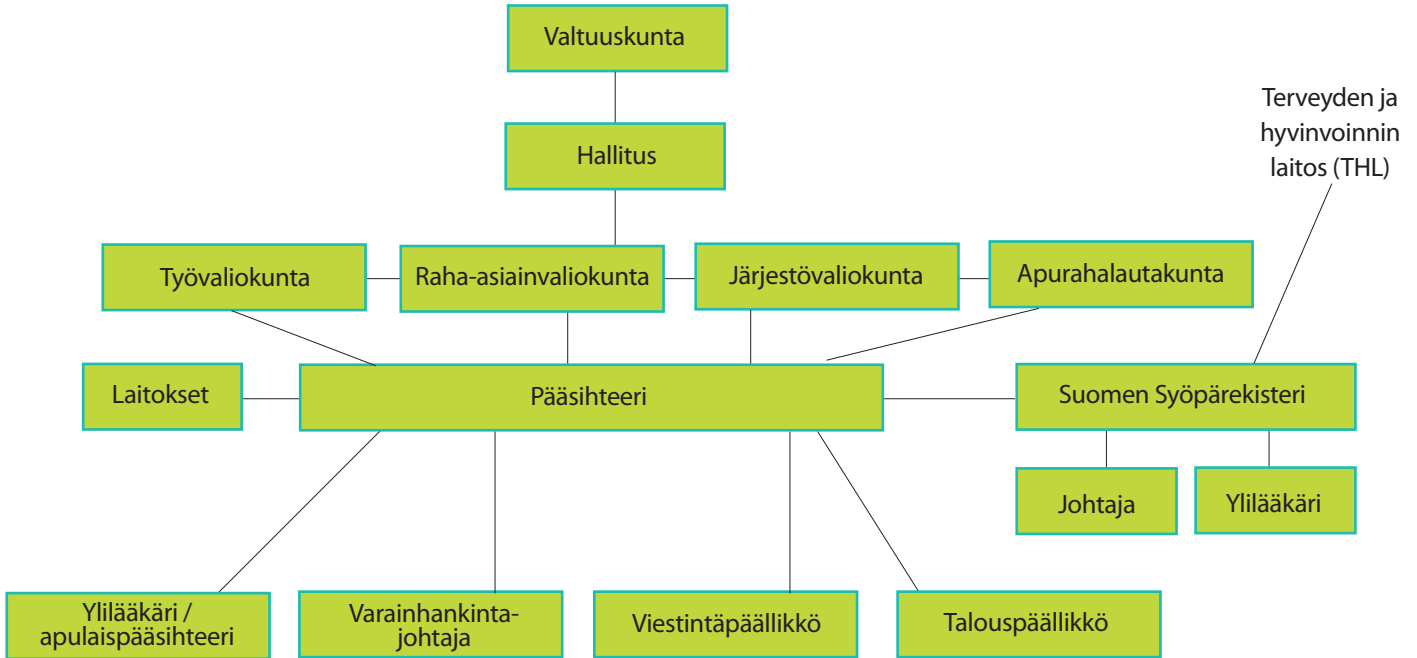 Valtuuskunta
Terveyden ja
hyvinvoinnin
laitos (THL)
Hallitus
Työvaliokunta
Raha-asiainvaliokunta
Järjestövaliokunta
Apurahalautakunta
Laitokset
Pääsihteeri
Suomen Syöpärekisteri
Johtaja
Ylilääkäri
Ylilääkäri /
apulaispääsihteeri
Varainhankinta-
johtaja
Viestintäpäällikkö
Talouspäällikkö